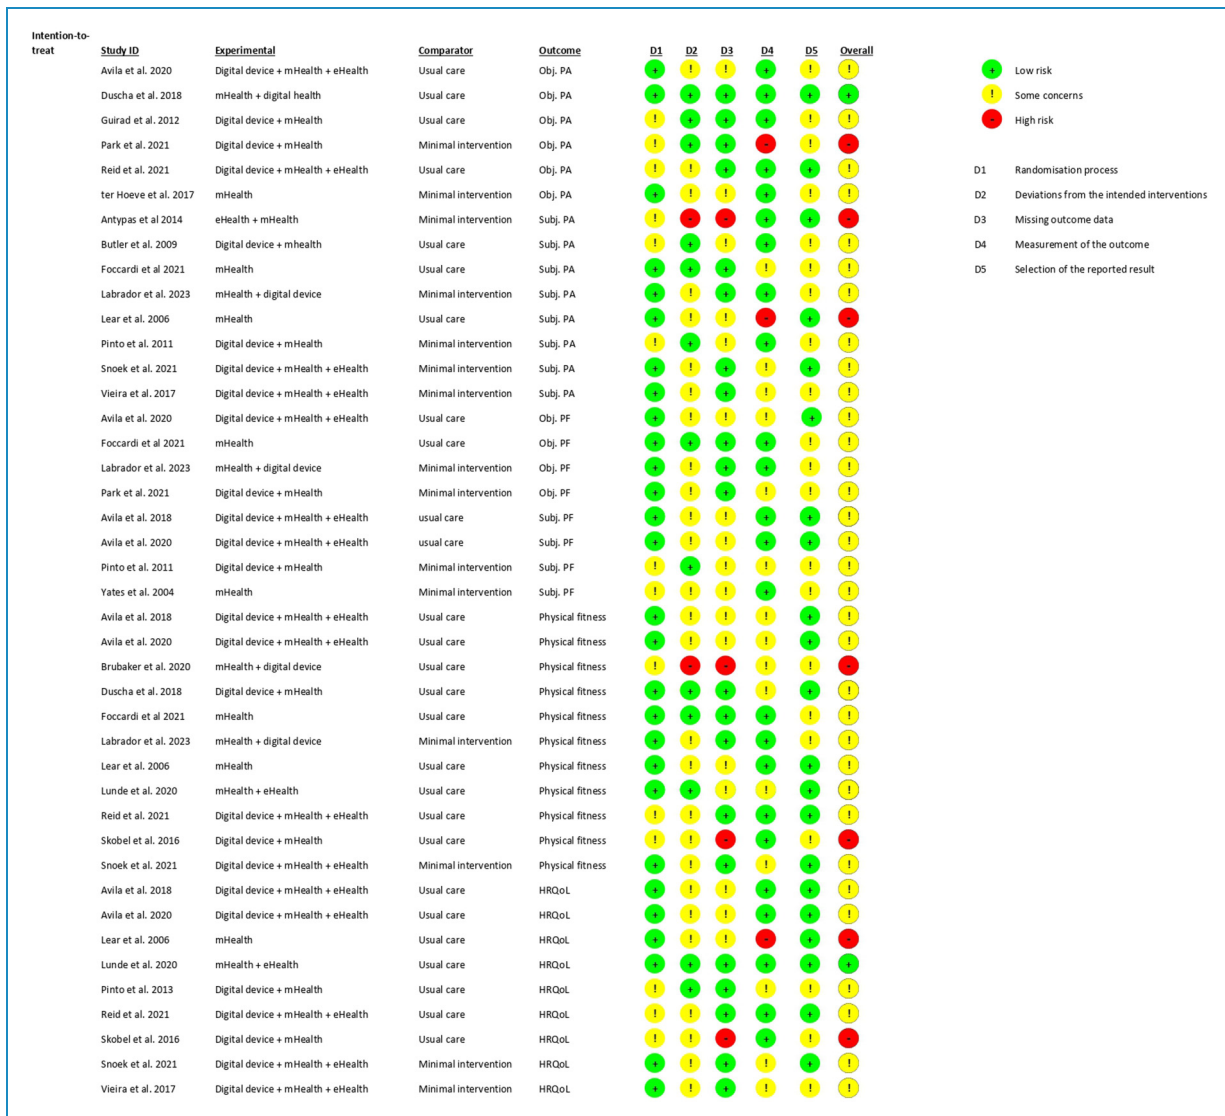 Intention-to-
treat Study ID Experimental Comparator Outcome D1 D2 D3 D4 D5 Overall
Avila et al. 2020 Digital device + mHealth + eHealth Usual care Obj. PA + ! ! + ! ! + Low risk
Duscha et al. 2018 mHealth + digital health Usual care Obj. PA + + + + + + ! Some concerns
Guirad et al. 2012 Digital device + mHealth Usual care Obj. PA ! + + + ! ! - High risk
Park et al. 2021 Digital device + mHealth Minimal intervention Obj. PA ! + + - ! -
Reid et al. 2021 Digital device + mHealth + eHealth Usual care Obj. PA ! ! + + + ! D1 Randomisation process
ter Hoeve et al. 2017 mHealth Minimal intervention Obj. PA + ! ! + ! ! D2 Deviations from the intended interventions
Antypas et al 2014 eHealth + mHealth Minimal intervention Subj. PA ! - - + + - D3 Missing outcome data
Butler et al. 2009 Digital device + mhealth Usual care Subj. PA ! + ! + ! ! D4 Measurement of the outcome
Foccardi et al 2021 mHealth Usual care Subj. PA + + + ! ! ! D5 Selection of the reported result
Labrador et al. 2023 mHealth + digital device Minimal intervention Subj. PA + ! + + ! !
Lear et al. 2006 mHealth Usual care Subj. PA + ! ! - + -
Pinto et al. 2011 Digital device + mHealth Minimal intervention Subj. PA ! + ! + ! !
Snoek et al. 2021 Digital device + mHealth + eHealth Minimal intervention Subj. PA + ! + ! + !
Vieira et al. 2017 Digital device + mHealth + eHealth Minimal intervention Subj. PA + ! + ! ! !
Avila et al. 2020 Digital device + mHealth + eHealth Usual care Obj. PF + ! ! ! + !
Foccardi et al 2021 mHealth Usual care Obj. PF + + + + ! !
Labrador et al. 2023 mHealth + digital device Minimal intervention Obj. PF + ! + + ! !
Park et al. 2021 Digital device + mHealth Minimal intervention Obj. PF + ! + ! ! !
Avila et al. 2018 Digital device + mHealth + eHealth usual care Subj. PF + ! ! + + !
Avila et al. 2020 Digital device + mHealth + eHealth usual care Subj. PF + ! ! + + !
Pinto et al. 2011 Digital device + mHealth Minimal intervention Subj. PF ! + ! ! ! !
Yates et al. 2004 mHealth Minimal intervention Subj. PF ! ! ! + ! !
Avila et al. 2018 Digital device + mHealth + eHealth Usual care Physical fitness + ! ! ! + !
Avila et al. 2020 Digital device + mHealth + eHealth Usual care Physical fitness + ! ! ! + !
Brubaker et al. 2020 mHealth + digital device Usual care Physical fitness ! - - ! ! -
Duscha et al. 2018 Digital device + mHealth Usual care Physical fitness + + + ! + !
Foccardi et al 2021 mHealth Usual care Physical fitness + + + + ! !
Labrador et al. 2023 mHealth + digital device Minimal intervention Physical fitness + ! + + ! !
Lear et al. 2006 mHealth Usual care Physical fitness + ! ! + + !
Lunde et al. 2020 mHealth + eHealth Usual care Physical fitness + + ! ! + !
Reid et al. 2021 Digital device + mHealth + eHealth Usual care Physical fitness ! ! + + + !
Skobel et al. 2016 Digital device + mHealth Usual care Physical fitness ! ! - + ! -
Snoek et al. 2021 Digital device + mHealth + eHealth Minimal intervention Physical fitness + ! + ! + !
Avila et al. 2018 Digital device + mHealth + eHealth Usual care HRQoL + ! ! + + !
Avila et al. 2020 Digital device + mHealth + eHealth Usual care HRQoL + ! ! + + !
Lear et al. 2006 mHealth Usual care HRQoL + ! ! - + -
Lunde et al. 2020 mHealth + eHealth Usual care HRQoL + + + + + +
Pinto et al. 2013 Digital device + mHealth Usual care HRQoL ! + + ! ! !
Reid et al. 2021 Digital device + mHealth + eHealth Usual care HRQoL ! ! + + + !
Skobel et al. 2016 Digital device + mHealth Usual care HRQoL ! ! - + ! -
Snoek et al. 2021 Digital device + mHealth + eHealth Minimal intervention HRQoL + ! + ! + !
Vieira et al. 2017 Digital device + mHealth + eHealth Minimal intervention HRQoL + ! + ! ! !